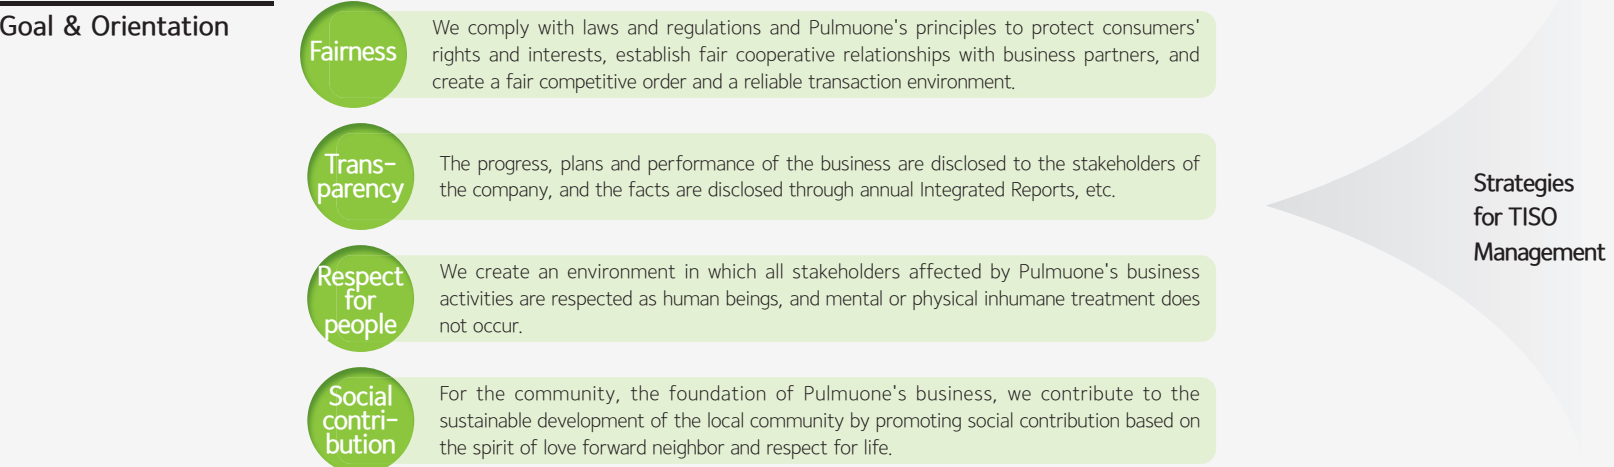 Goal & Orientation
Fairness
We comply with laws and regulations and Pulmuone's principles to protect consumers'
rights and interests, establish fair cooperative relationships with business partners, and
create a fair competitive order and a reliable transaction environment.
Trans-
parency
The progress, plans and performance of the business are disclosed to the stakeholders of
the company, and the facts are disclosed through annual Integrated Reports, etc.
Respect
for
people
We create an environment in which all stakeholders affected by Pulmuone's business
activities are respected as human beings, and mental or physical inhumane treatment does
not occur.
Social
contri-
bution
For the community, the foundation of Pulmuone's business, we contribute to the
sustainable development of the local community by promoting social contribution based on
the spirit of love forward neighbor and respect for life.
Strategies
for TISO
Management